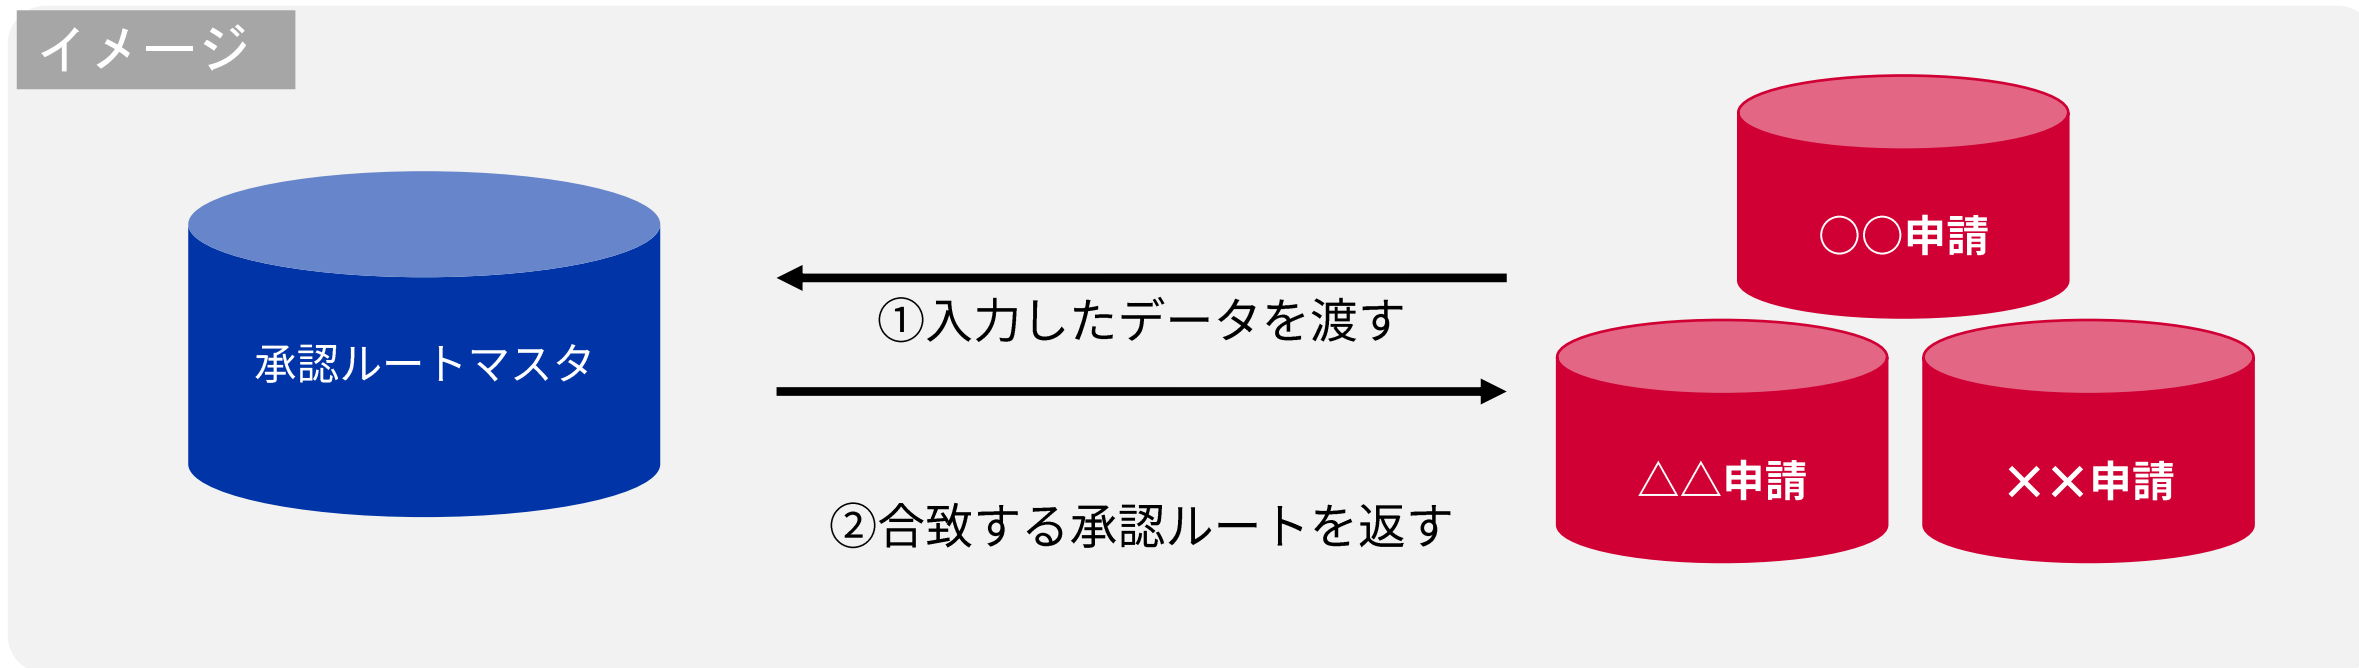 イメージ
承認ルートマスタ
①入力したデータを渡す
②合致する承認ルートを返す
○○申請
△△申請
××申請